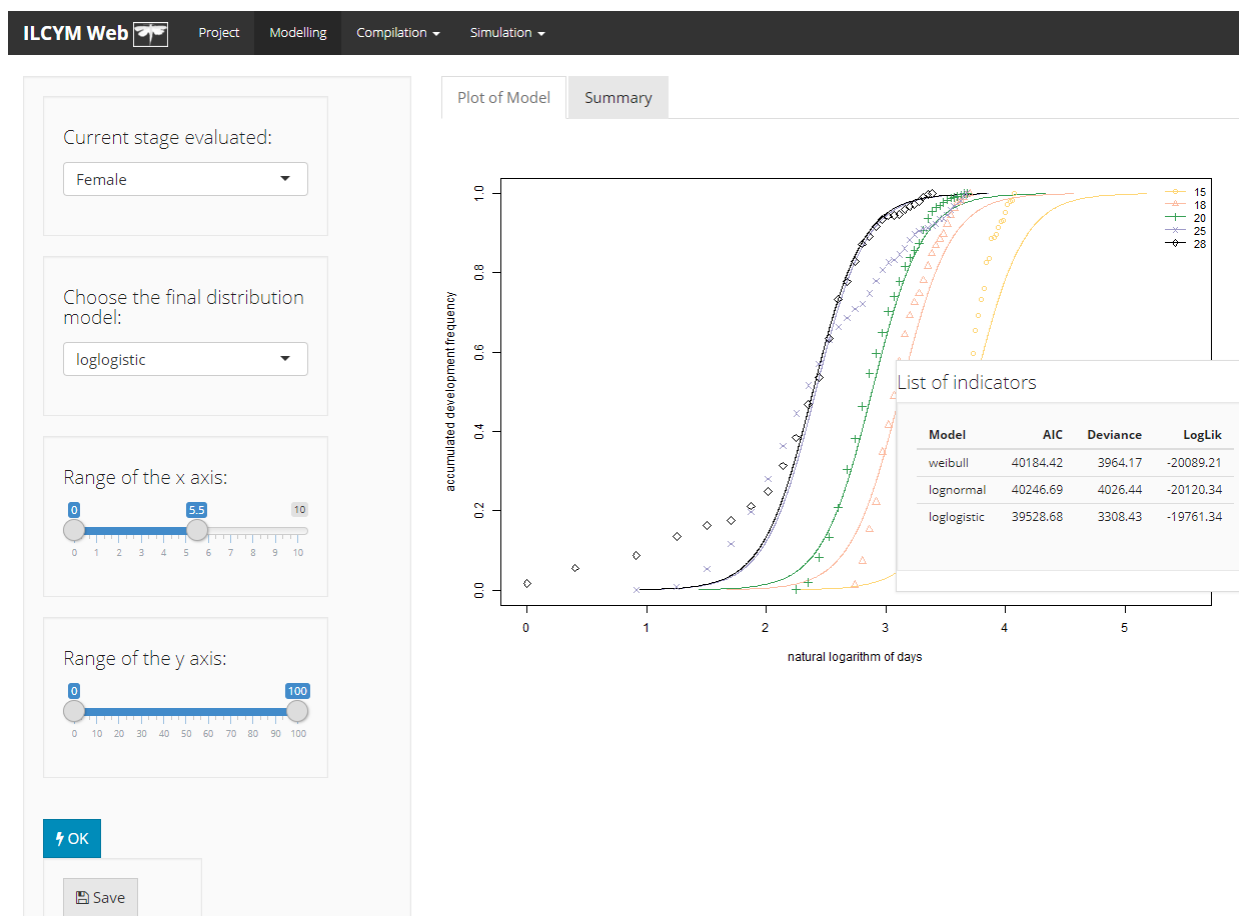 ILCYM Web Project Modelling Compilation Simulation
Current stage evaluated:
Female
Choose the final distribution
model:
loglogistic
Range of the x axis:
0 5.5 10
0 1 2 3 4 5 6 7 8 9 10
Range of the y axis:
0 100
0 10 20 30 40 50 60 70 80 90 100
OK
Save
Plot of Model Summary
accumulated development frequency
1.0
0.8
0.6
0.4
0.2
0.0
15
18
20
25
28
0 1 2 3 4 5
natural logarithm of days
List of indicators
Model AIC Deviance LogLik
weibull 40184.42 3964.17 -20089.21
lognormal 40246.69 4026.44 -20120.34
loglogistic 39528.68 3308.43 -19761.34